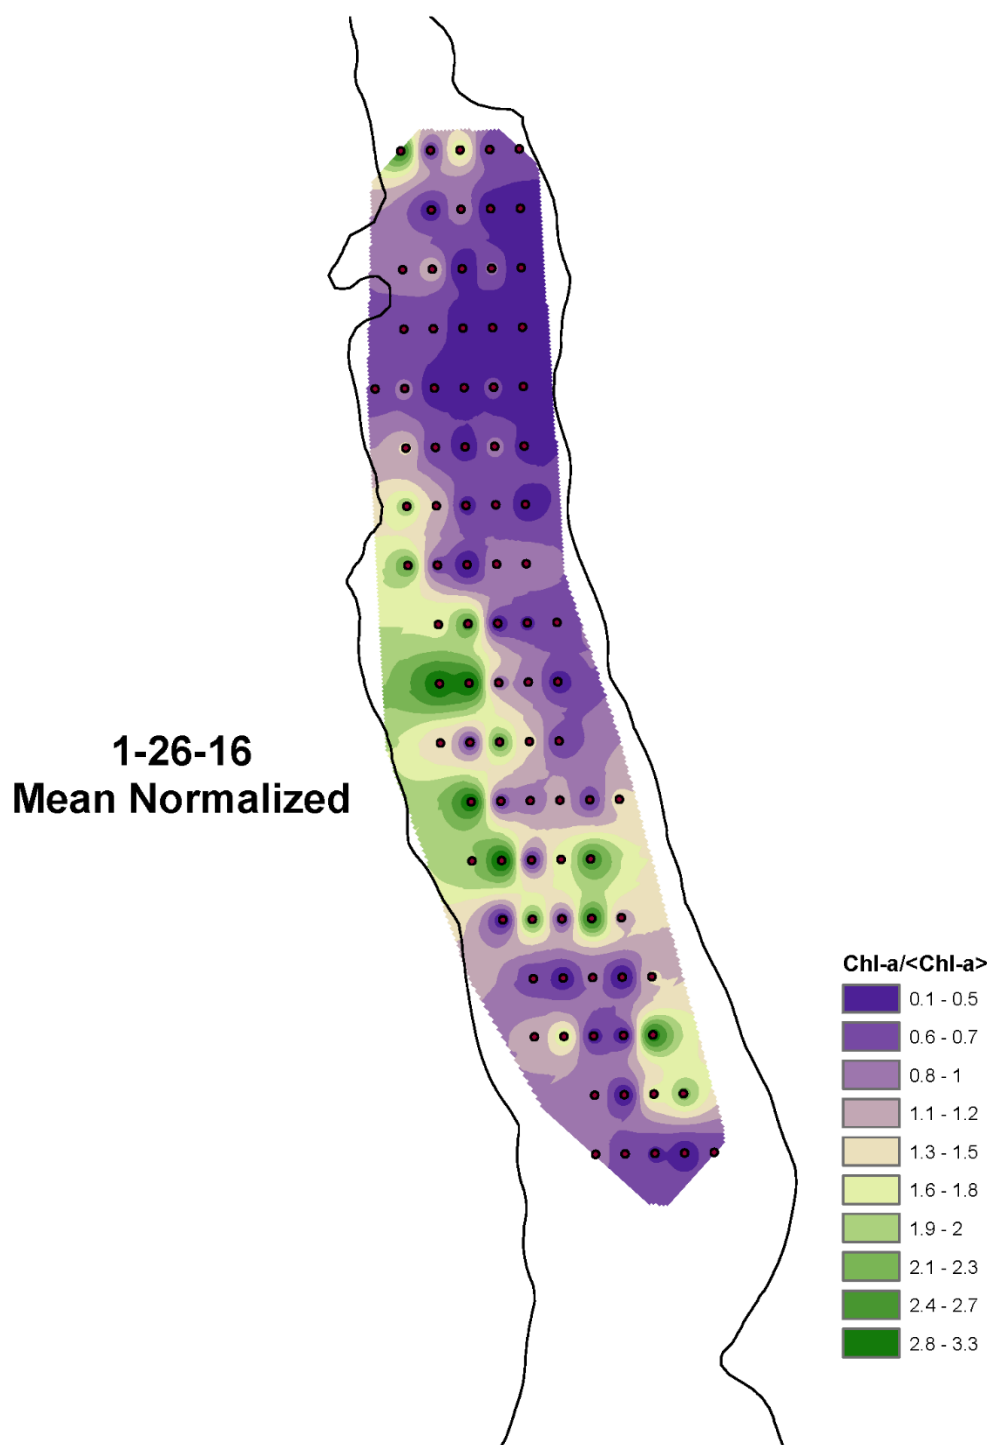 1-26-16
Mean Normalized
Chl-a/<Chl-a>
0.1 - 0.5
0.6 - 0.7
0.8 - 1
1.1 - 1.2
1.3 - 1.5
1.6 - 1.8
1.9 - 2
2.1 - 2.3
2.4 - 2.7
2.8 - 3.3